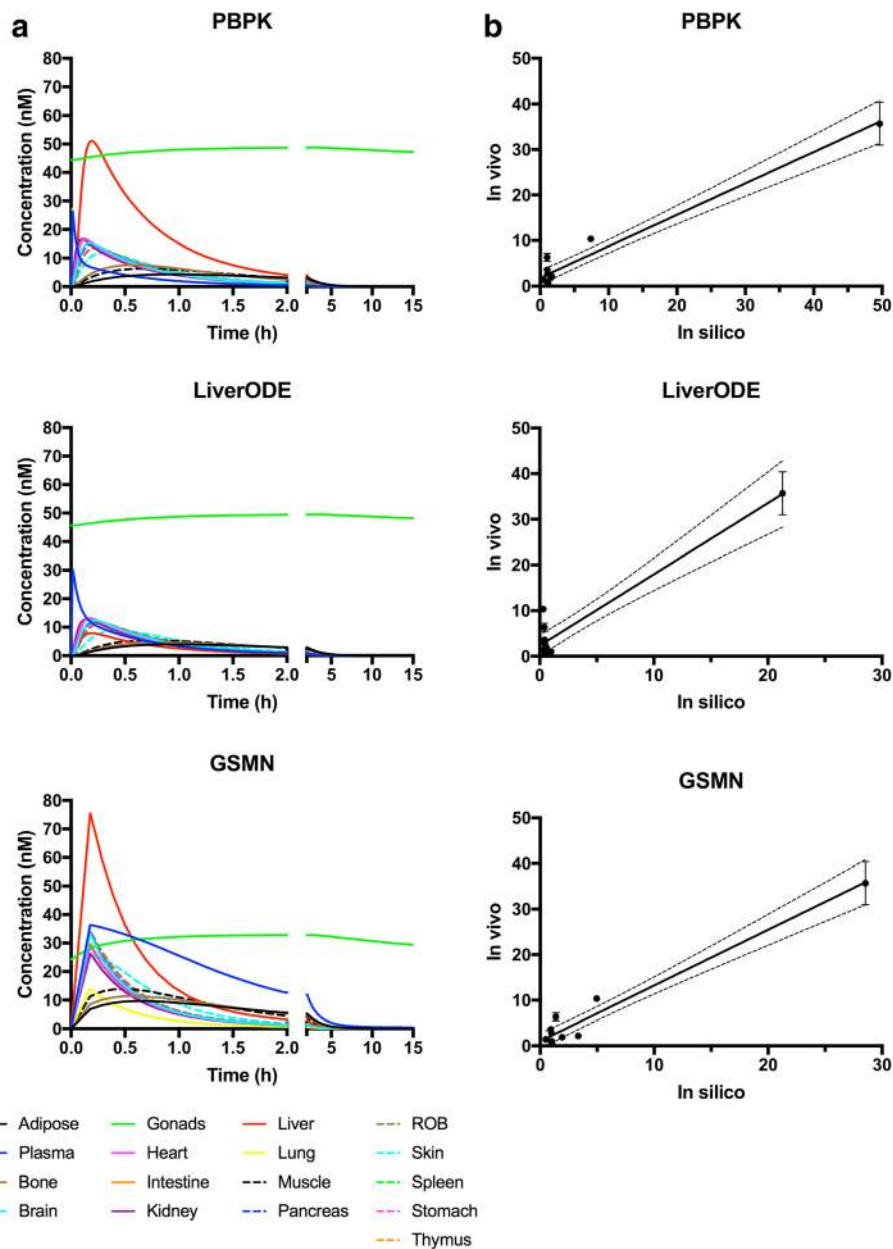 a
b
PBPK
PBPK
Concentration (nM)
80
70
60
50
40
30
20
10
0
0.0 0.5 1.0 1.5 2.0 5 10 15
Time (h)
In vivo
50
40
30
20
10
0
0 10 20 30 40 50
In silico
LiverODE
LiverODE
Concentration (nM)
80
70
60
50
40
30
20
10
0
0.0 0.5 1.0 1.5 2.0 5 10 15
Time (h)
In vivo
50
40
30
20
10
0
0 10 20 30
In silico
GSMN
GSMN
Concentration (nM)
80
70
60
50
40
30
20
10
0
0.0 0.5 1.0 1.5 2.0 5 10 15
Time (h)
In vivo
50
40
30
20
10
0
0 10 20 30
In silico
Adipose Gonads Liver ROB
Plasma Heart Lung Skin
Bone Intestine Muscle Spleen
Brain Kidney Pancreas Stomach
Thymus